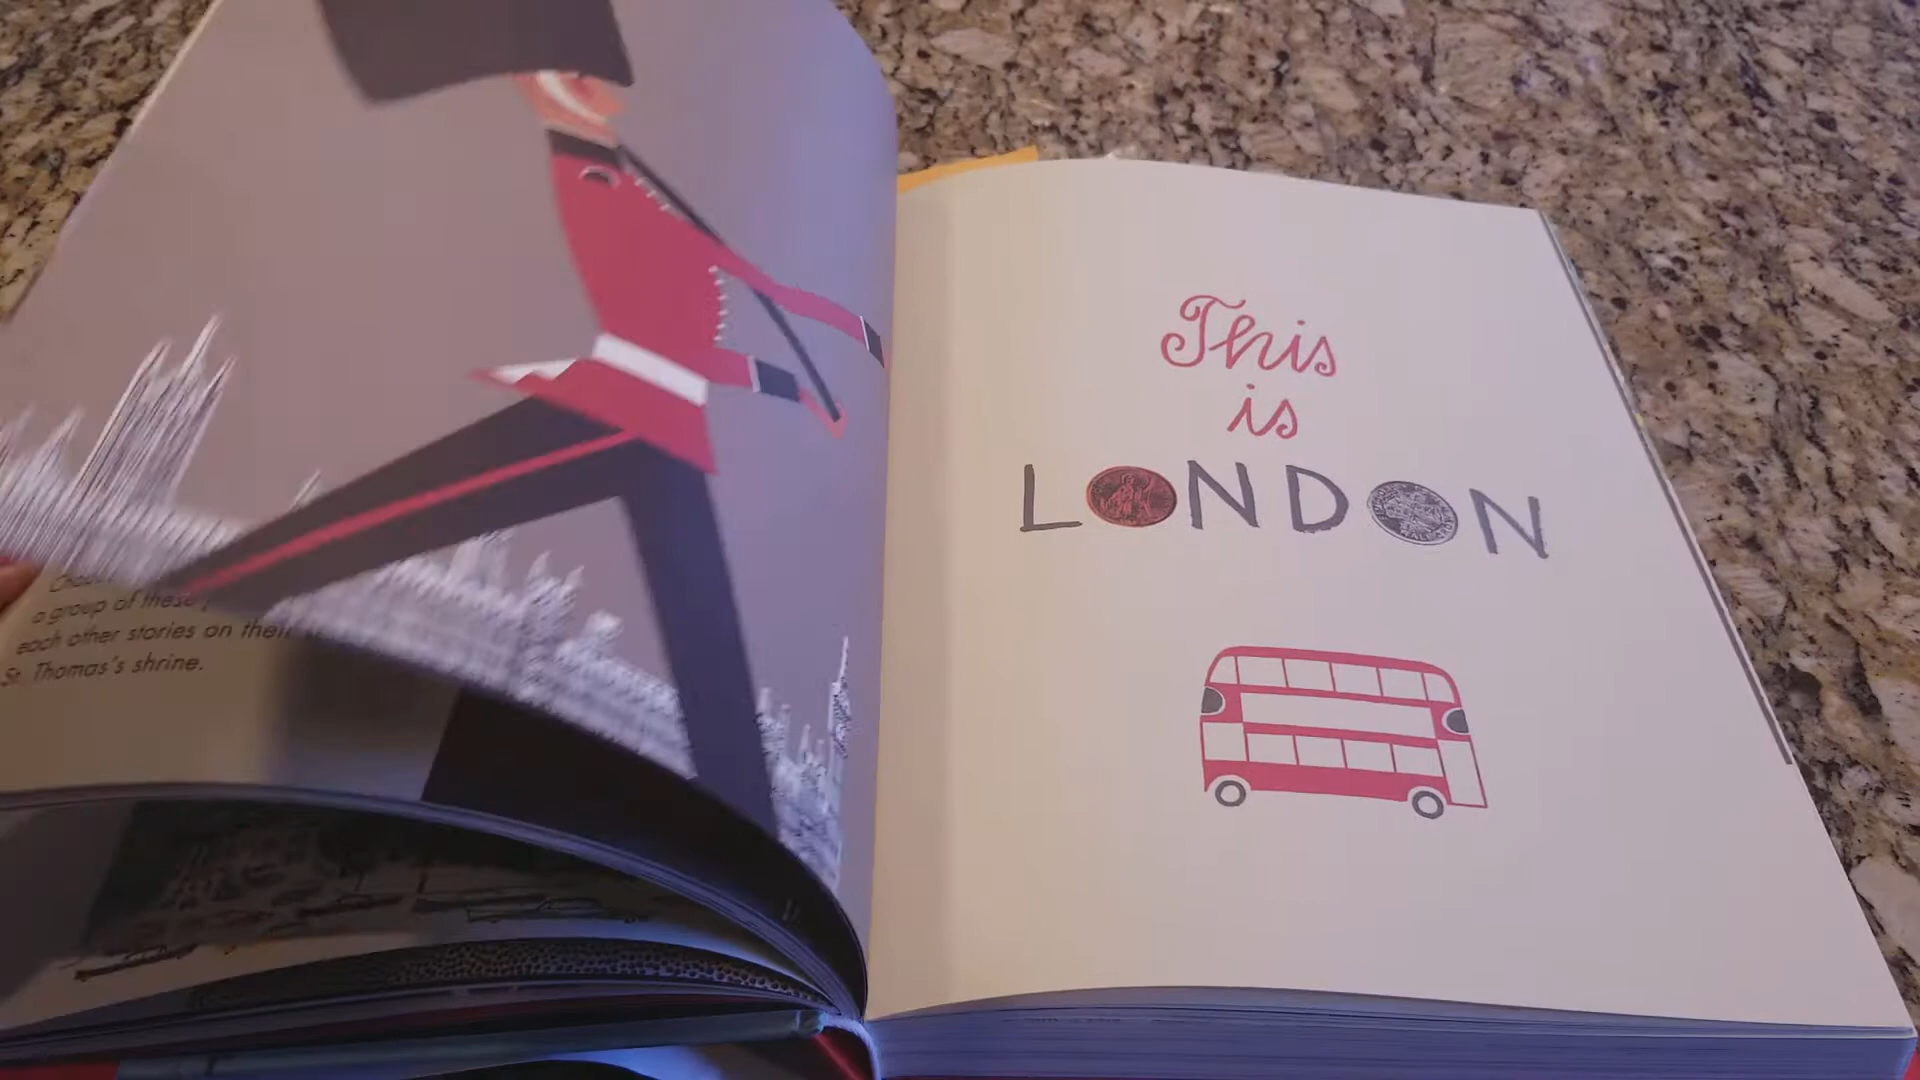 a group of these
each other stories on their
St. Thomas's shrine.
This
is
LONDON